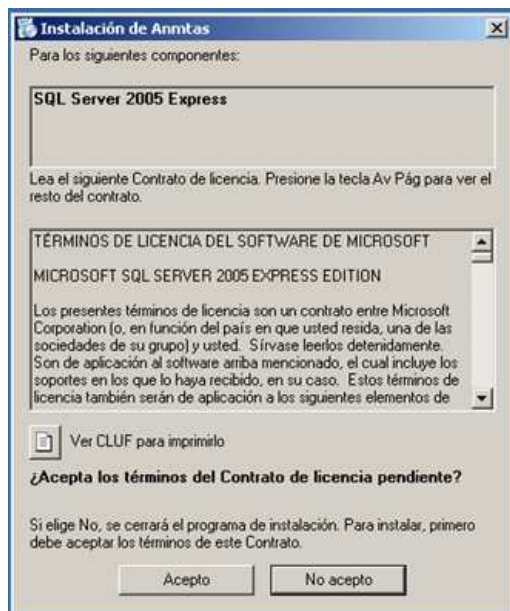 Instalación de Anmtas
Para los siguientes componentes:
SQL Server 2005 Express
Lea el siguiente Contrato de licencia. Presione la tecla Av Pág para ver el
resto del contrato.
TÉRMINOS DE LICENCIA DEL SOFTWARE DE MICROSOFT
MICROSOFT SQL SERVER 2005 EXPRESS EDITION
Los presentes términos de licencia son un contrato entre Microsoft
Corporation (o, en función del país en que usted resida, una de las
sociedades de su grupo) y usted. Sírvase leerlos detenidamente.
Son de aplicación al software arriba mencionado, el cual incluye los
soportes en los que lo haya recibido, en su caso. Estos términos de
licencia también serán de aplicación a los siguientes elementos de
Ver CLUF para imprimirlo
¿Acepta los términos del Contrato de licencia pendiente?
Si elige No, se cerrará el programa de instalación. Para instalar, primero
debe aceptar los términos de este Contrato.
Acepto
No acepto